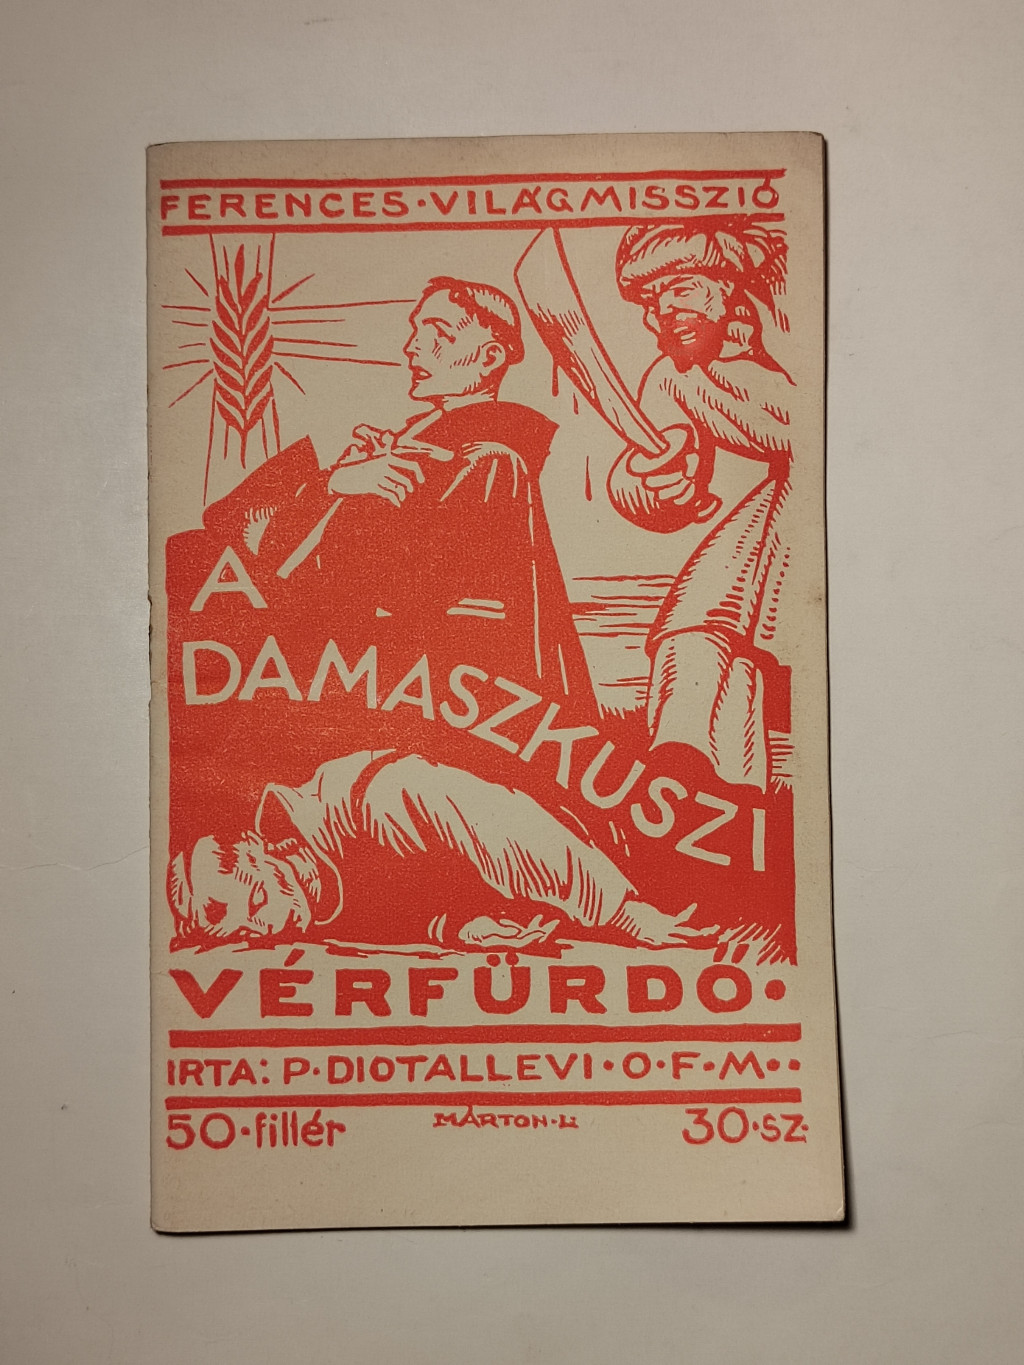 FERENCES·VILÁGMISSZIÓ
A
DAMASZKUSZI
VÉRFÜRDŐ·
IRTA: P·DIOTALLEVI·O·F·M··
50·fillér MÁRTON·L· 30·SZ·